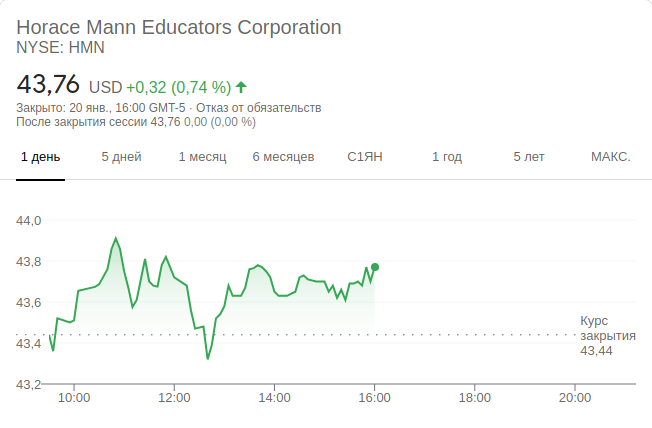 Horace Mann Educators Corporation
NYSE: HMN
43,76 USD +0,32 (0,74 %)
Закрыто: 20 янв., 16:00 GMT-5 · Отказ от обязательств
После закрытия сессии 43,76 0,00 (0,00 %)
1 день 5 дней 1 месяц 6 месяцев С1ЯН 1 год 5 лет МАКС.
44,0
43,8
43,6
Курс
закрытия
43,44
43,4
43,2
10:00 12:00 14:00 16:00 18:00 20:00